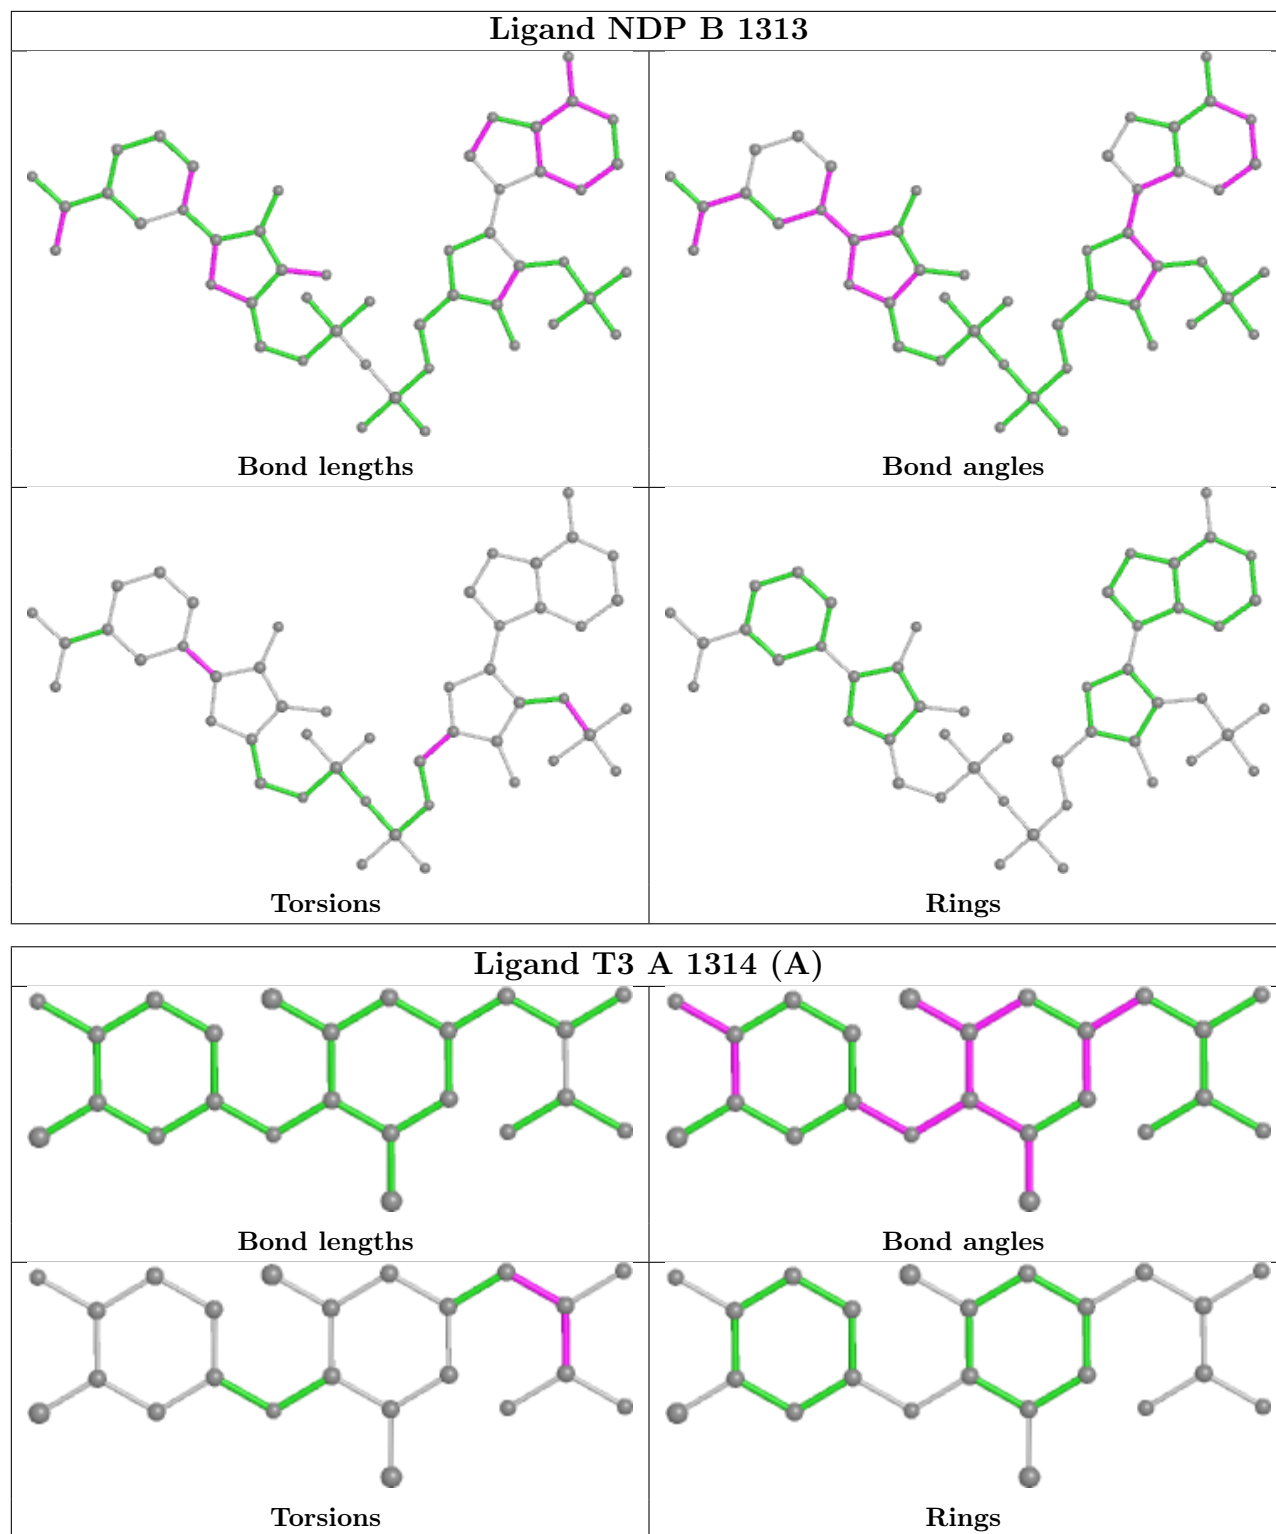 Ligand NDP B 1313
Bond lengths
Bond angles
Torsions
Rings
Ligand T3 A 1314 (A)
Bond lengths
Bond angles
Torsions
Rings